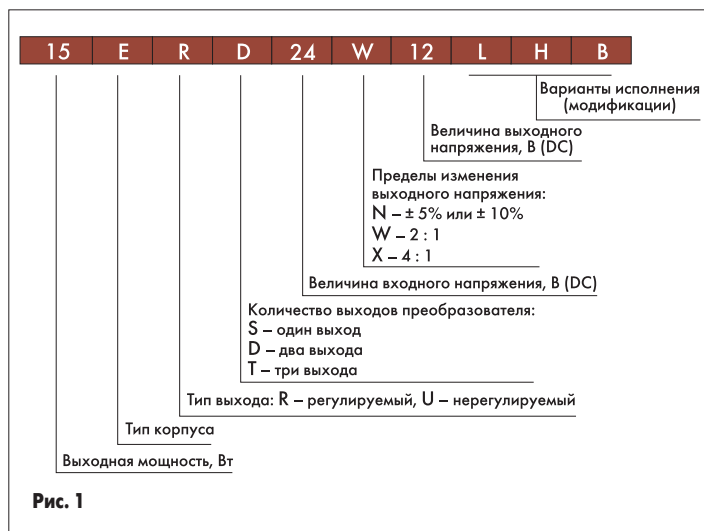 15 E R D 24 W 12 L H B
Варианты исполнения
(модификации)
Величина выходного
напряжения, В (DC)
Пределы изменения
выходного напряжения:
N – ± 5% или ± 10%
W – 2 : 1
X – 4 : 1
Величина входного напряжения, В (DC)
Количество выходов преобразователя:
S – один выход
D – два выхода
T – три выхода
Тип выхода: R – регулируемый, U – нерегулируемый
Тип корпуса
Выходная мощность, Вт
Рис. 1